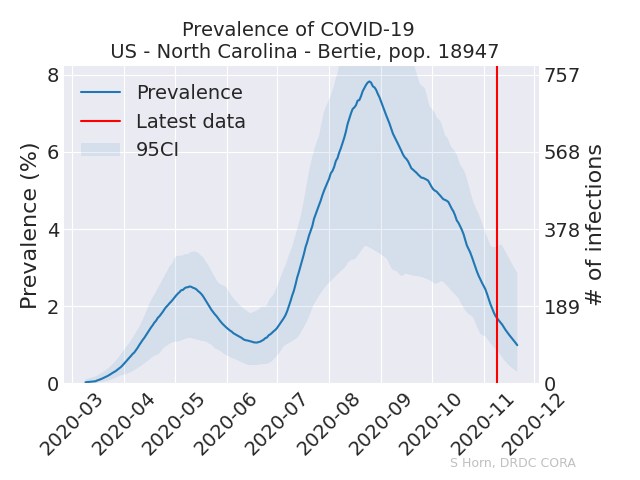 Prevalence of COVID-19
US - North Carolina - Bertie, pop. 18947
Prevalence
Latest data
95CI
Prevalence (%)
8
6
4
2
0
757
568
378
189
0
# of infections
2020-03
2020-04
2020-05
2020-06
2020-07
2020-08
2020-09
2020-10
2020-11
2020-12
S Horn, DRDC CORA